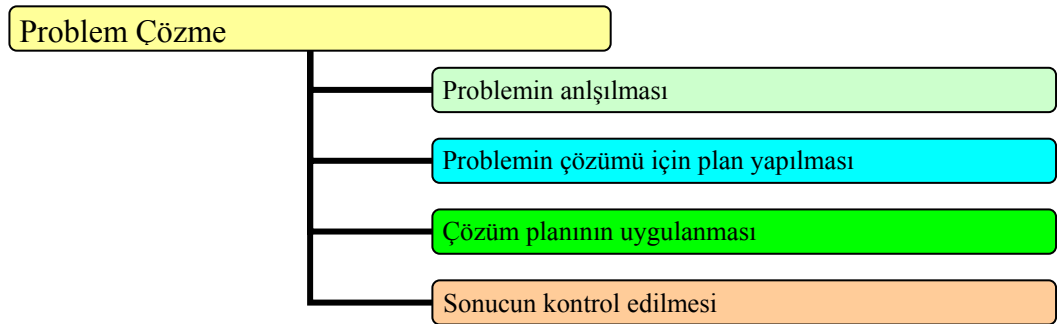 Problem Çözme
Problemin anlşılması
Problemin çözümü için plan yapılması
Çözüm planının uygulanması
Sonucun kontrol edilmesi